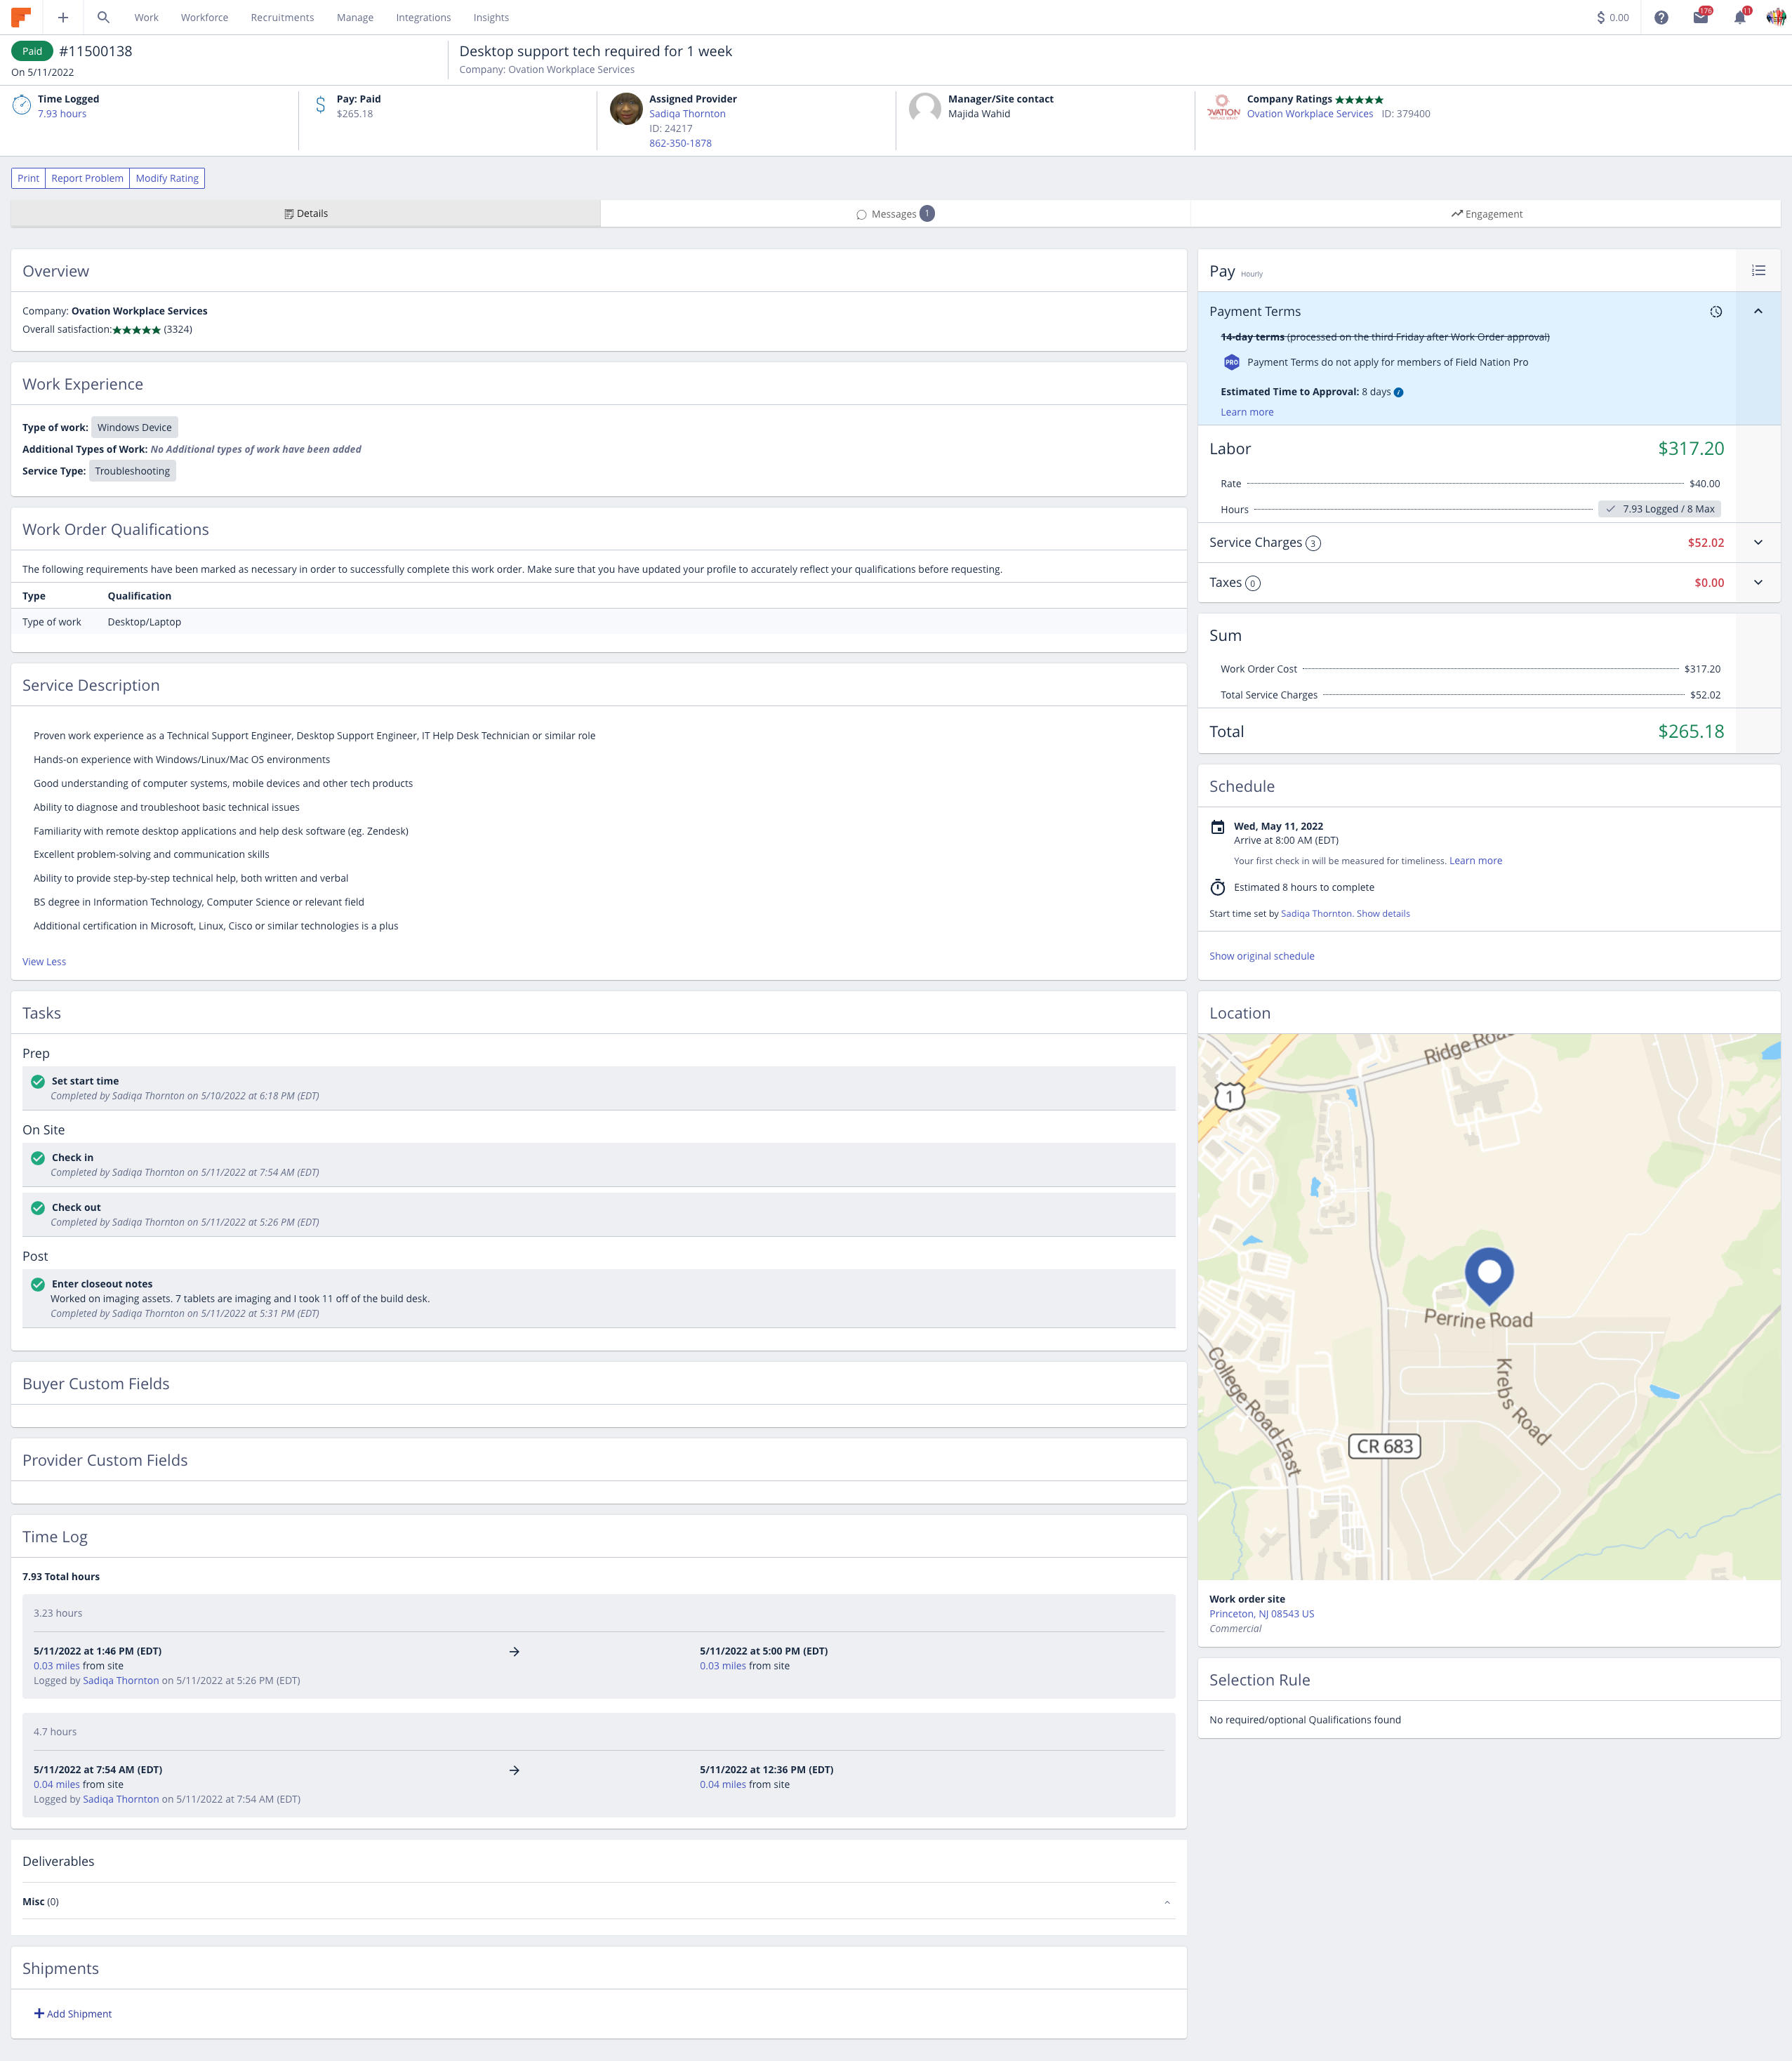 Work Workforce Recruitments Manage Integrations Insights
$ 0.00 176 11
Paid #11500138
On 5/11/2022
Desktop support tech required for 1 week
Company: Ovation Workplace Services
Time Logged
7.93 hours
Pay: Paid
$265.18
Assigned Provider
Sadiqa Thornton
ID: 24217
862-350-1878
Manager/Site contact
Majida Wahid
OVATION
Company Ratings
Ovation Workplace Services ID: 379400
Print Report Problem Modify Rating
Details Messages 1 Engagement
Overview
Company: Ovation Workplace Services
Overall satisfaction: (3324)
Work Experience
Type of work: Windows Device
Additional Types of Work: No Additional types of work have been added
Service Type: Troubleshooting
Work Order Qualifications
The following requirements have been marked as necessary in order to successfully complete this work order. Make sure that you have updated your profile to accurately reflect your qualifications before requesting.
Type Qualification
Type of work Desktop/Laptop
Service Description
Proven work experience as a Technical Support Engineer, Desktop Support Engineer, IT Help Desk Technician or similar role
Hands-on experience with Windows/Linux/Mac OS environments
Good understanding of computer systems, mobile devices and other tech products
Ability to diagnose and troubleshoot basic technical issues
Familiarity with remote desktop applications and help desk software (eg. Zendesk)
Excellent problem-solving and communication skills
Ability to provide step-by-step technical help, both written and verbal
BS degree in Information Technology, Computer Science or relevant field
Additional certification in Microsoft, Linux, Cisco or similar technologies is a plus
View Less
Tasks
Prep
Set start time
Completed by Sadiqa Thornton on 5/10/2022 at 6:18 PM (EDT)
On Site
Check in
Completed by Sadiqa Thornton on 5/11/2022 at 7:54 AM (EDT)
Check out
Completed by Sadiqa Thornton on 5/11/2022 at 5:26 PM (EDT)
Post
Enter closeout notes
Worked on imaging assets. 7 tablets are imaging and I took 11 off of the build desk.
Completed by Sadiqa Thornton on 5/11/2022 at 5:31 PM (EDT)
Buyer Custom Fields
Provider Custom Fields
Time Log
7.93 Total hours
3.23 hours
5/11/2022 at 1:46 PM (EDT) 5/11/2022 at 5:00 PM (EDT)
0.03 miles from site 0.03 miles from site
Logged by Sadiqa Thornton on 5/11/2022 at 5:26 PM (EDT)
4.7 hours
5/11/2022 at 7:54 AM (EDT) 5/11/2022 at 12:36 PM (EDT)
0.04 miles from site 0.04 miles from site
Logged by Sadiqa Thornton on 5/11/2022 at 7:54 AM (EDT)
Deliverables
Misc (0)
Shipments
Add Shipment
Pay Hourly
Payment Terms
14-day terms (processed on the third Friday after Work Order approval)
PRO Payment Terms do not apply for members of Field Nation Pro
Estimated Time to Approval: 8 days
Learn more
Labor $317.20
Rate $40.00
Hours 7.93 Logged / 8 Max
Service Charges 3 $52.02
Taxes 0 $0.00
Sum
Work Order Cost $317.20
Total Service Charges $52.02
Total $265.18
Schedule
Wed, May 11, 2022
Arrive at 8:00 AM (EDT)
Your first check in will be measured for timeliness. Learn more
Estimated 8 hours to complete
Start time set by Sadiqa Thornton. Show details
Show original schedule
Location
Ridge Road
1
Perrine Road
Krebs Road
College Road East
CR 683
Work order site
Princeton, NJ 08543 US
Commercial
Selection Rule
No required/optional Qualifications found